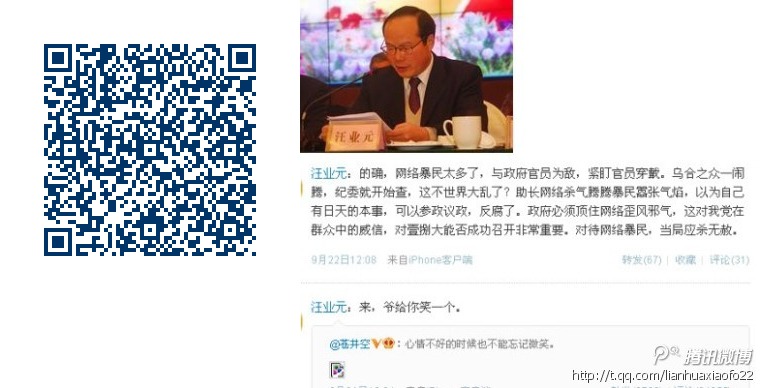 汪业元
汪业元：的确，网络暴民太多了，与政府官员为敌，紧盯官员穿戴。乌合之众一闹
腾，纪委就开始查，这不世界大乱了？助长网络杀气腾腾暴民嚣张气焰，以为自己
有日天的本事，可以参政议政，反腐了。政府必须顶住网络歪风邪气，这对我党在
群众中的威信，对壹捌大能否成功召开非常重要。对待网络暴民，当局应杀无赦。
9月22日12:08 来自iPhone客户端 转发(67) | 收藏 | 评论(31)
汪业元：来，爷给你笑一个。
@苍井空：心情不好的时候也不能忘记微笑。
腾讯微博
http://t.qq.com/lianhuaxiaofo22